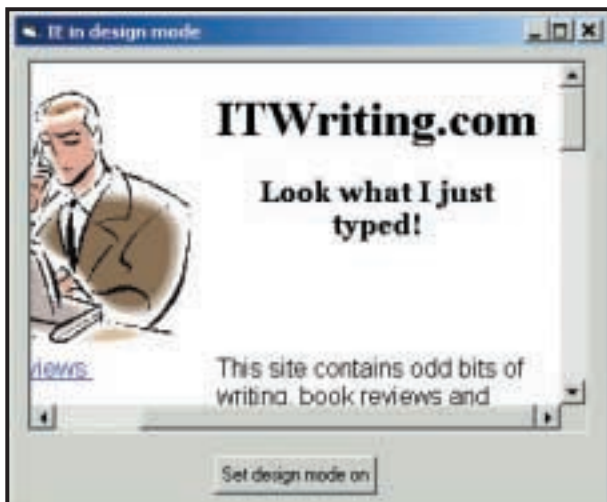 IE in design mode
ITWriting.com
Look what I just
typed!
views
This site contains odd bits of
writing, book reviews and
Set design mode on